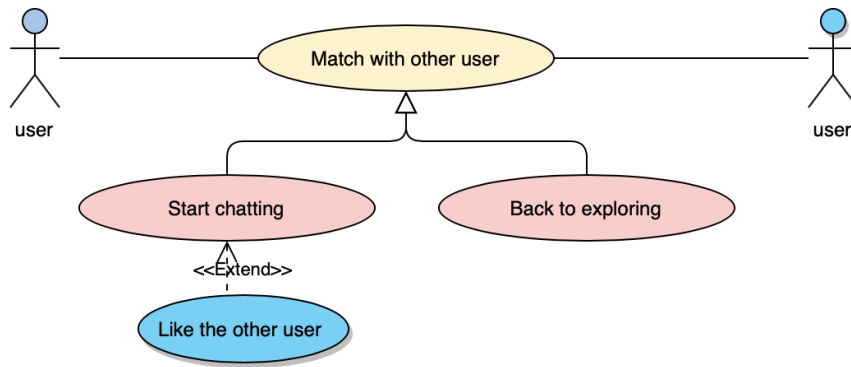 Match with other user
user
user
Start chatting
Back to exploring
<<Extend>>
Like the other user